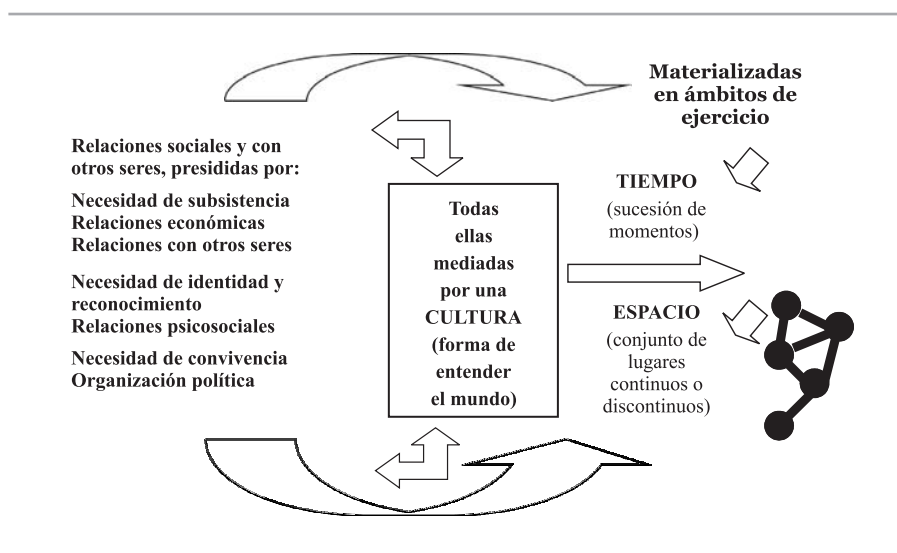 Relaciones sociales y con
otros seres, presididas por:
Necesidad de subsistencia
Relaciones económicas
Relaciones con otros seres
Necesidad de identidad y
reconocimiento
Relaciones psicosociales
Necesidad de convivencia
Organización política
Todas
ellas
mediadas
por una
CULTURA
(forma de
entender
el mundo)
Materializadas
en ámbitos de
ejercicio
TIEMPO
(sucesión de
momentos)
ESPACIO
(conjunto de
lugares
continuos o
discontinuos)